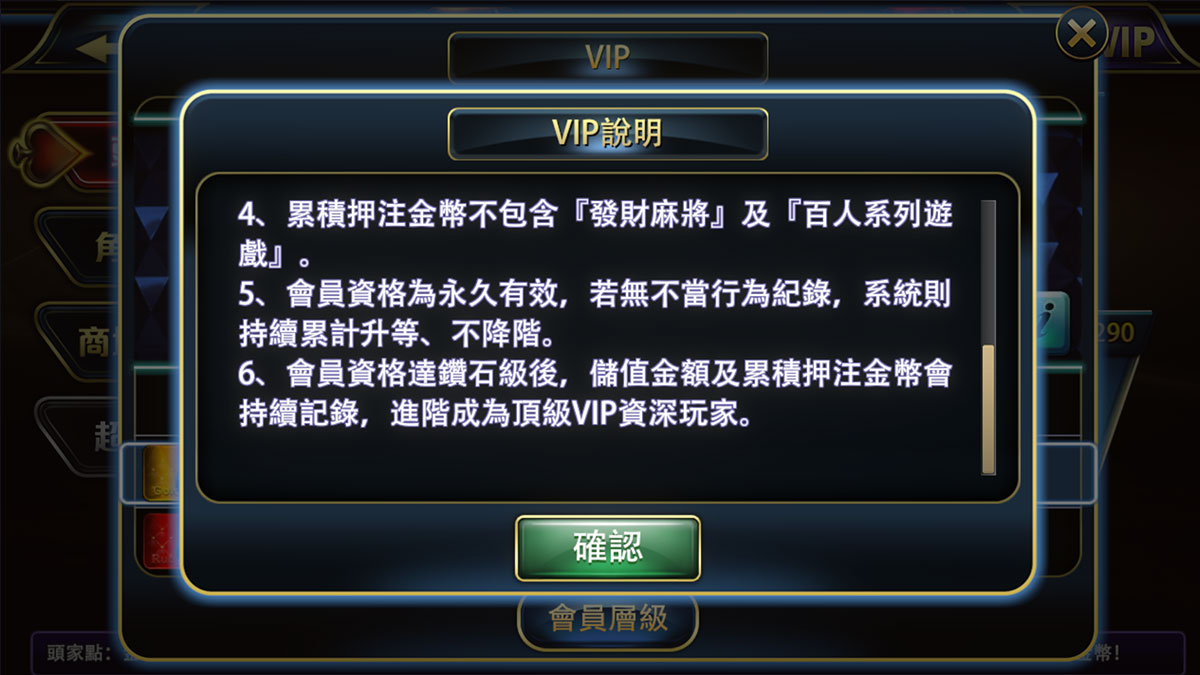 VIP
VIP
VIP說明
4、累積押注金幣不包含『發財麻將』及『百人系列遊
戲』。
5、會員資格為永久有效，若無不當行為紀錄，系統則
持續累計升等、不降階。
6、會員資格達鑽石級後，儲值金額及累積押注金幣會
持續記錄，進階成為頂級VIP資深玩家。
確認
會員層級
角
商
超
290
頭家點：
金幣！